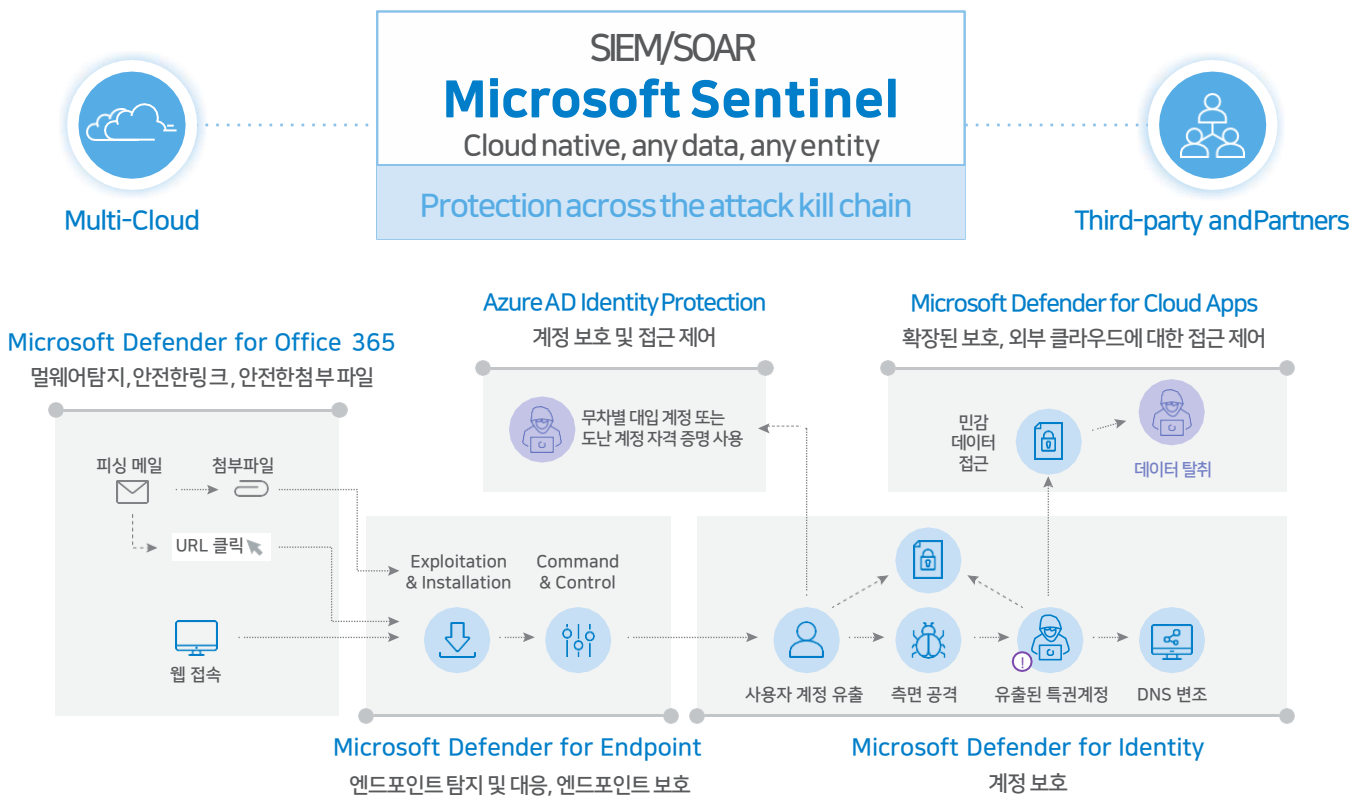 SIEM/SOAR
Microsoft Sentinel
Cloud native, any data, any entity
Protection across the attack kill chain
Multi-Cloud
Third-party and Partners
Azure AD Identity Protection
계정 보호 및 접근 제어
Microsoft Defender for Cloud Apps
확장된 보호, 외부 클라우드에 대한 접근 제어
Microsoft Defender for Office 365
멀웨어탐지, 안전한링크, 안전한첨부파일
무차별 대입 계정 또는
도난 계정 자격 증명 사용
민감
데이터
접근
데이터 탈취
피싱 메일
첨부파일
URL 클릭
웹 접속
Exploitation
& Installation
Command
& Control
사용자 계정 유출
측면 공격
유출된 특권계정
DNS 변조
Microsoft Defender for Endpoint
엔드포인트 탐지 및 대응, 엔드포인트 보호
Microsoft Defender for Identity
계정 보호